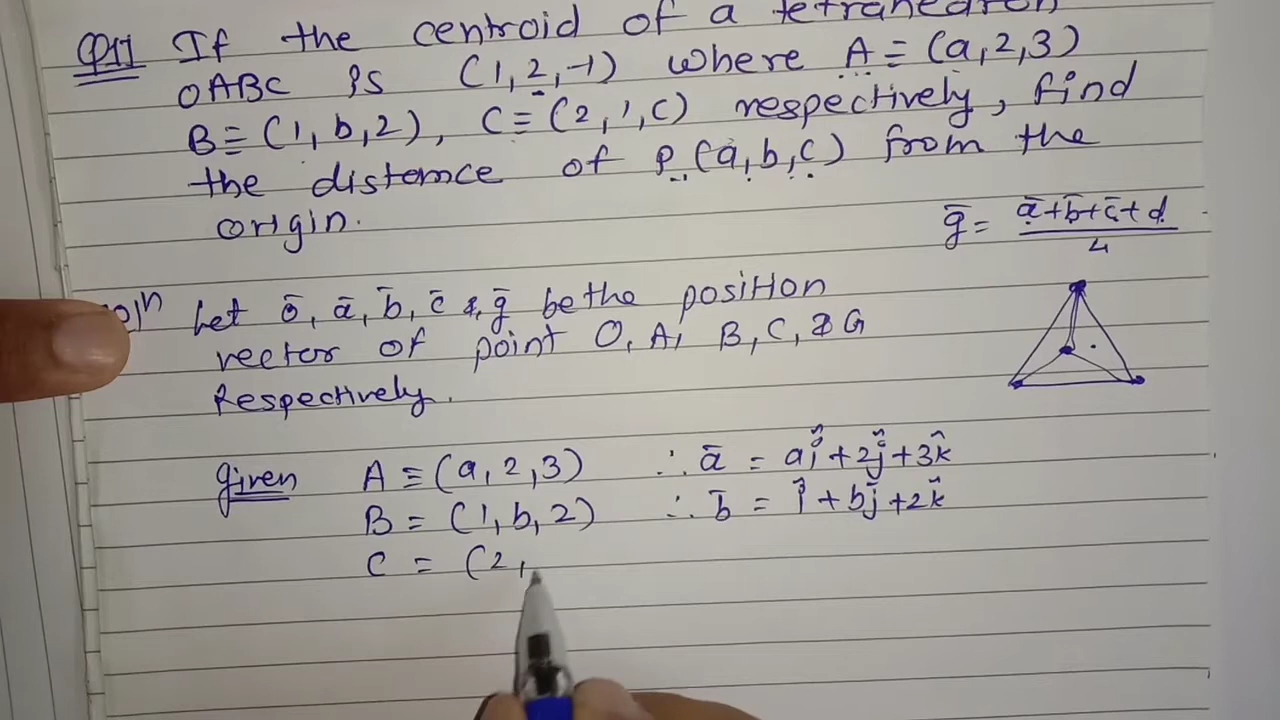 Q17 If the centroid of a tetrahedron
OABC is (1, 2, -1) where A ≡ (a, 2, 3)
B ≡ (1, b, 2), C ≡ (2, 1, C) respectively, find
the distance of P (a, b, c) from the
origin.
ḡ = ā + b̄ + c̄ + d / 4
Let ō, ā, b̄, c̄ & ḡ be the position
vector of point O, A, B, C, & G
Respectively.
given A ≡ (a, 2, 3) ∴ ā = aî + 2ĵ + 3k̂
B = (1, b, 2) ∴ b̄ = î + bĵ + 2k̂
C = (2,